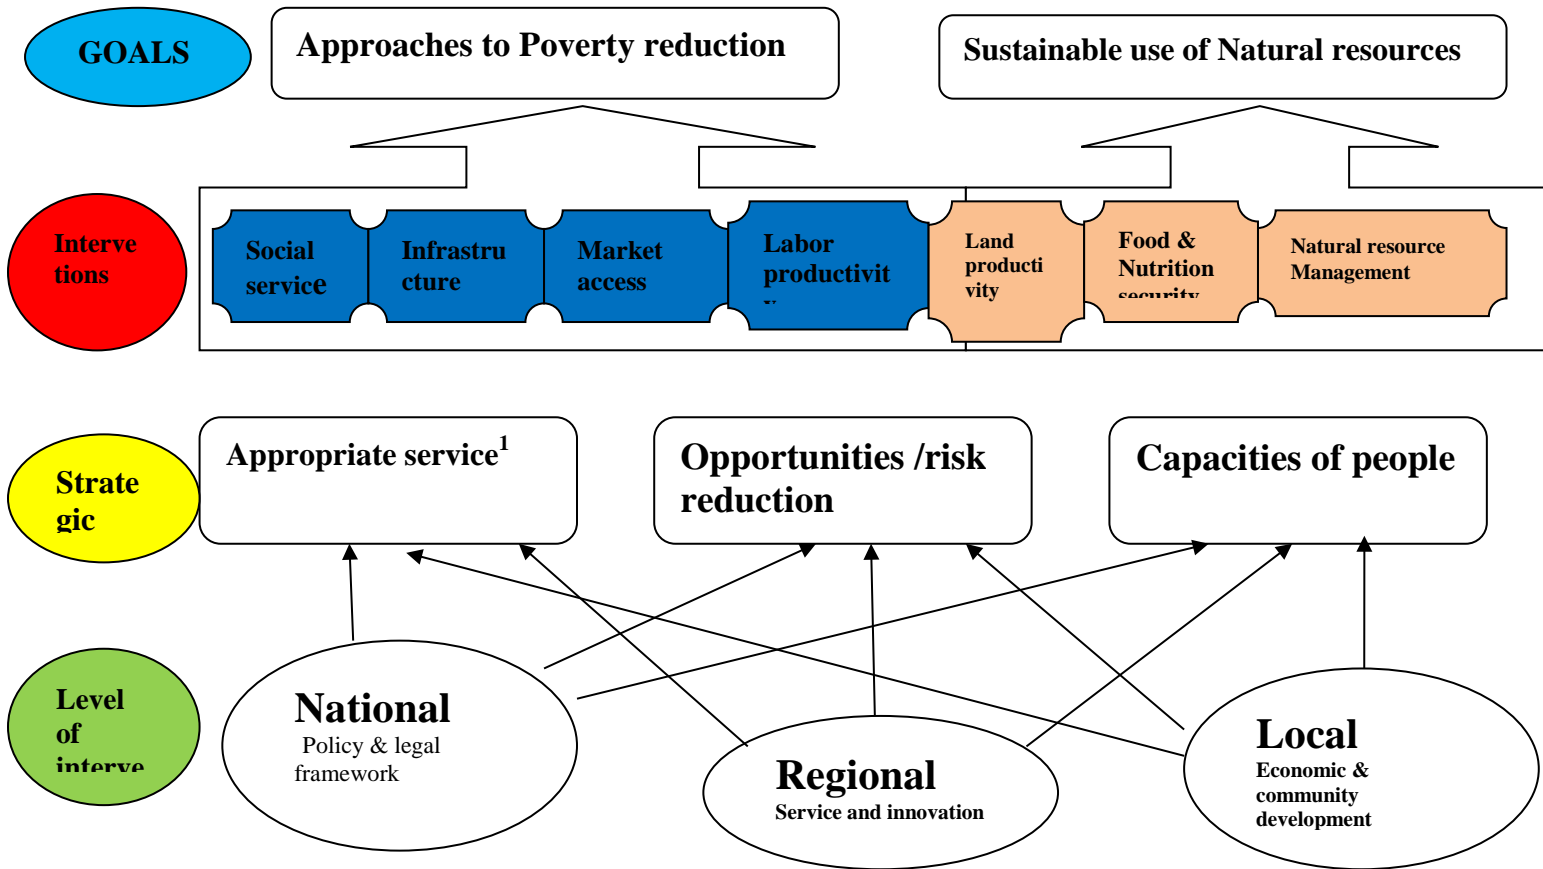 GOALS
Approaches to Poverty reduction
Sustainable use of Natural resources
Interve
tions
Social
service
Infrastru
cture
Market
access
Labor
productivit
y
Land
producti
vity
Food &
Nutrition
security
Natural resource
Management
Strate
gic
Appropriate service1
Opportunities /risk
reduction
Capacities of people
Level
of
interve
National
Policy & legal
framework
Regional
Service and innovation
Local
Economic &
community
development